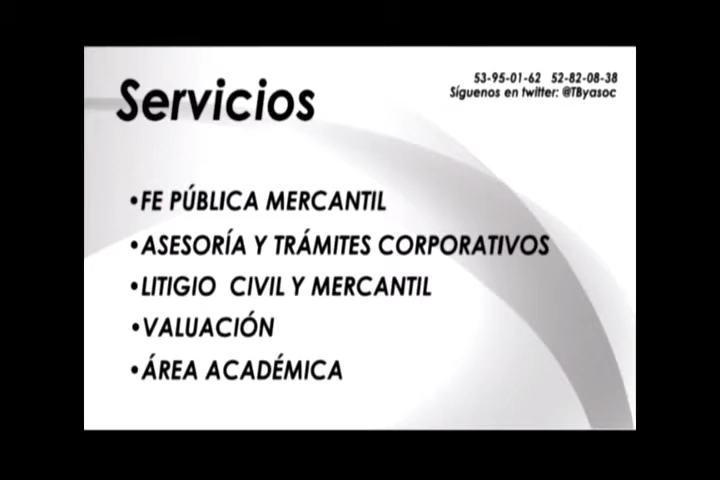 Servicios
53-95-01-62 52-82-08-38
Síguenos en twitter: @TByasoc
•FE PÚBLICA MERCANTIL
•ASESORÍA Y TRÁMITES CORPORATIVOS
•LITIGIO CIVIL Y MERCANTIL
•VALUACIÓN
•ÁREA ACADÉMICA